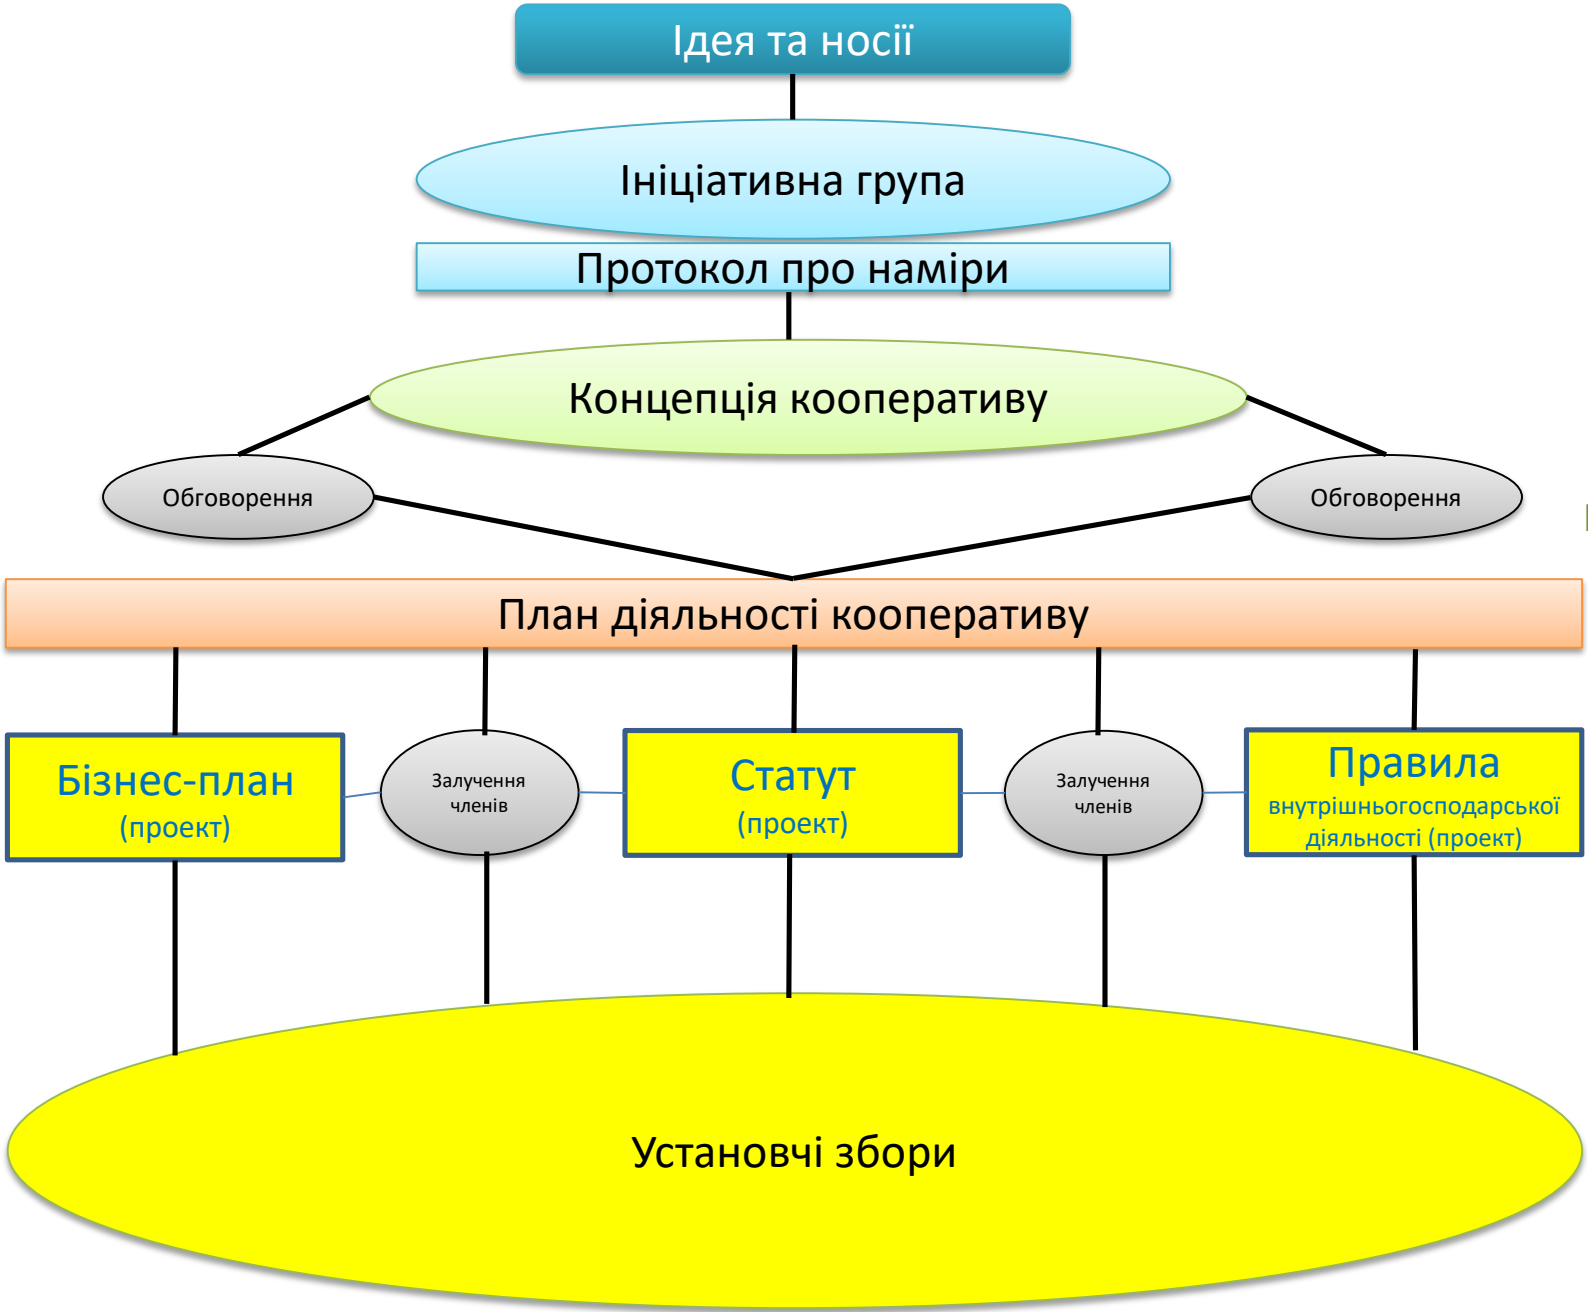 Ідея та носії
Ініціативна група
Протокол про наміри
Концепція кооперативу
Обговорення
Обговорення
План діяльності кооперативу
Бізнес-план
(проект)
Залучення
членів
Статут
(проект)
Залучення
членів
Правила
внутрішньогосподарської
діяльності (проект)
Установчі збори